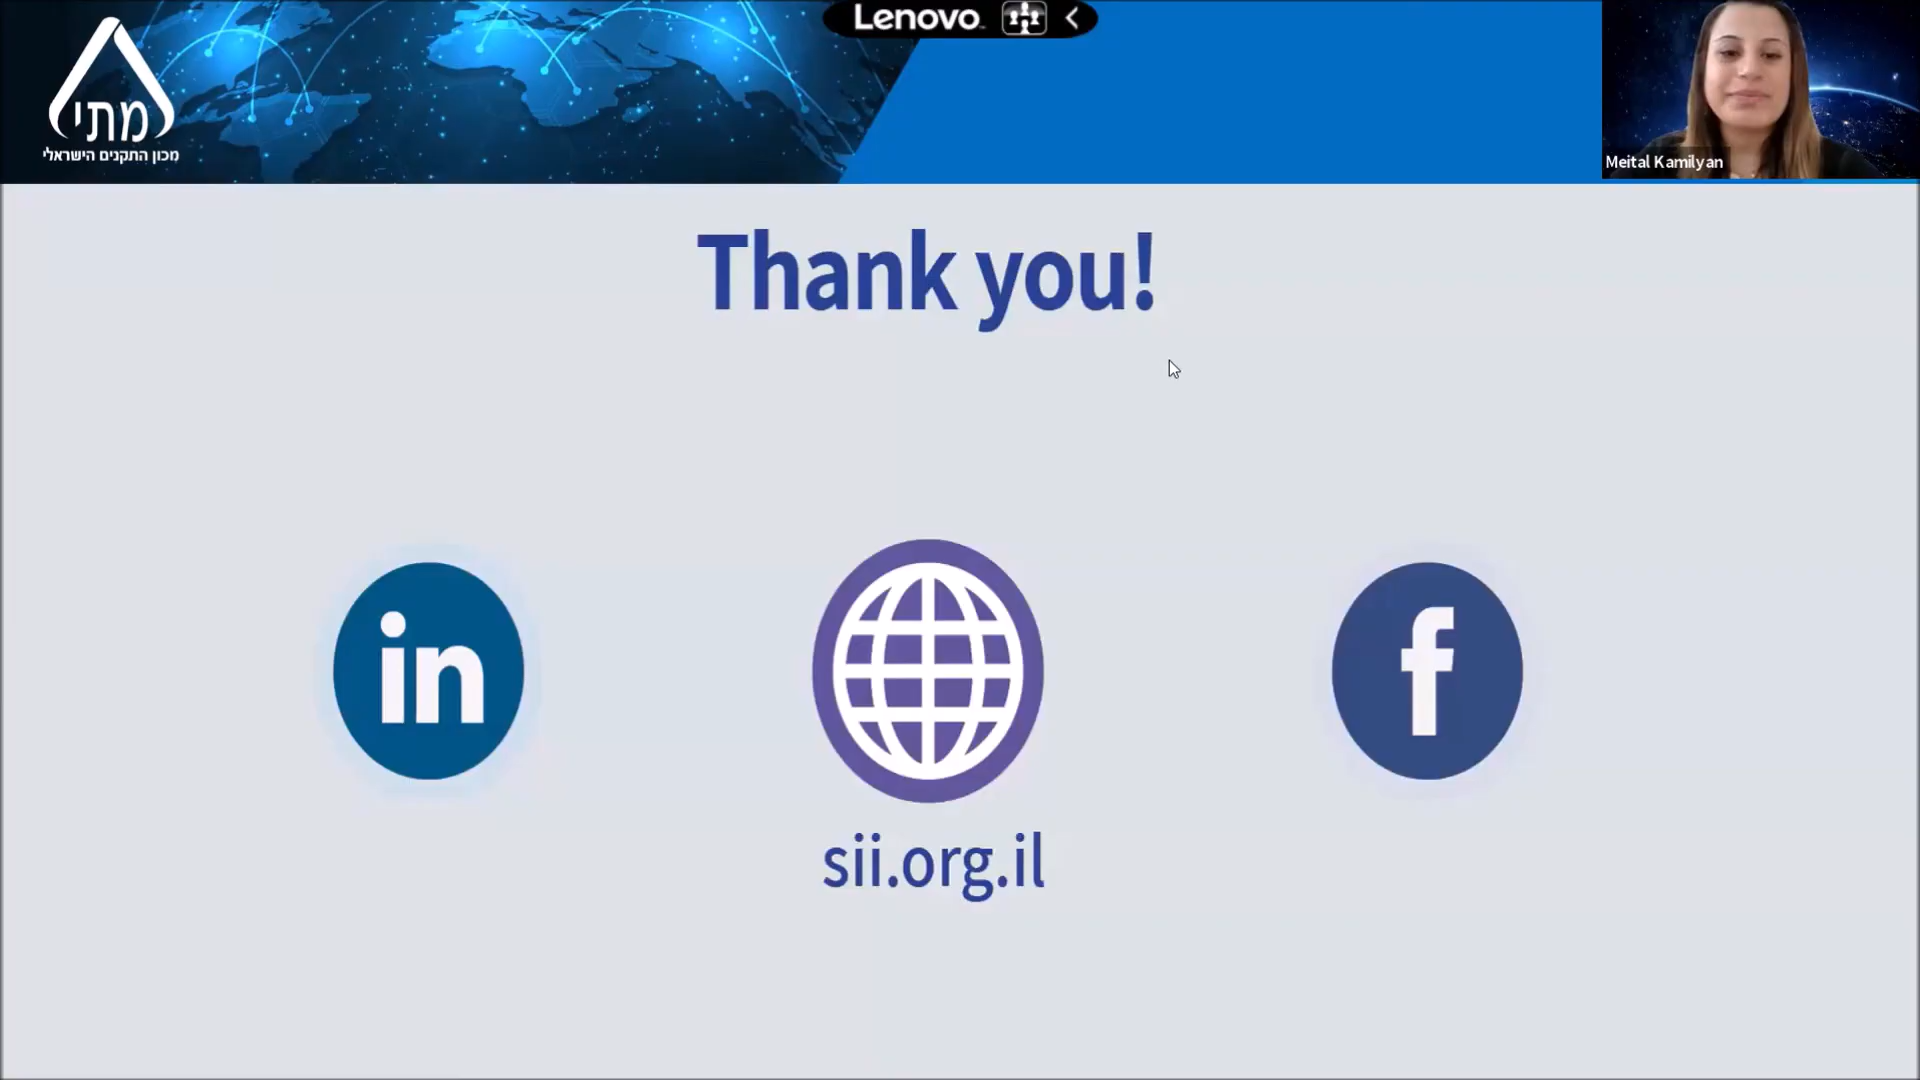 Lenovo
מתי
מכון התקנים הישראלי
Meital Kamilyan
Thank you!
in
f
sii.org.il